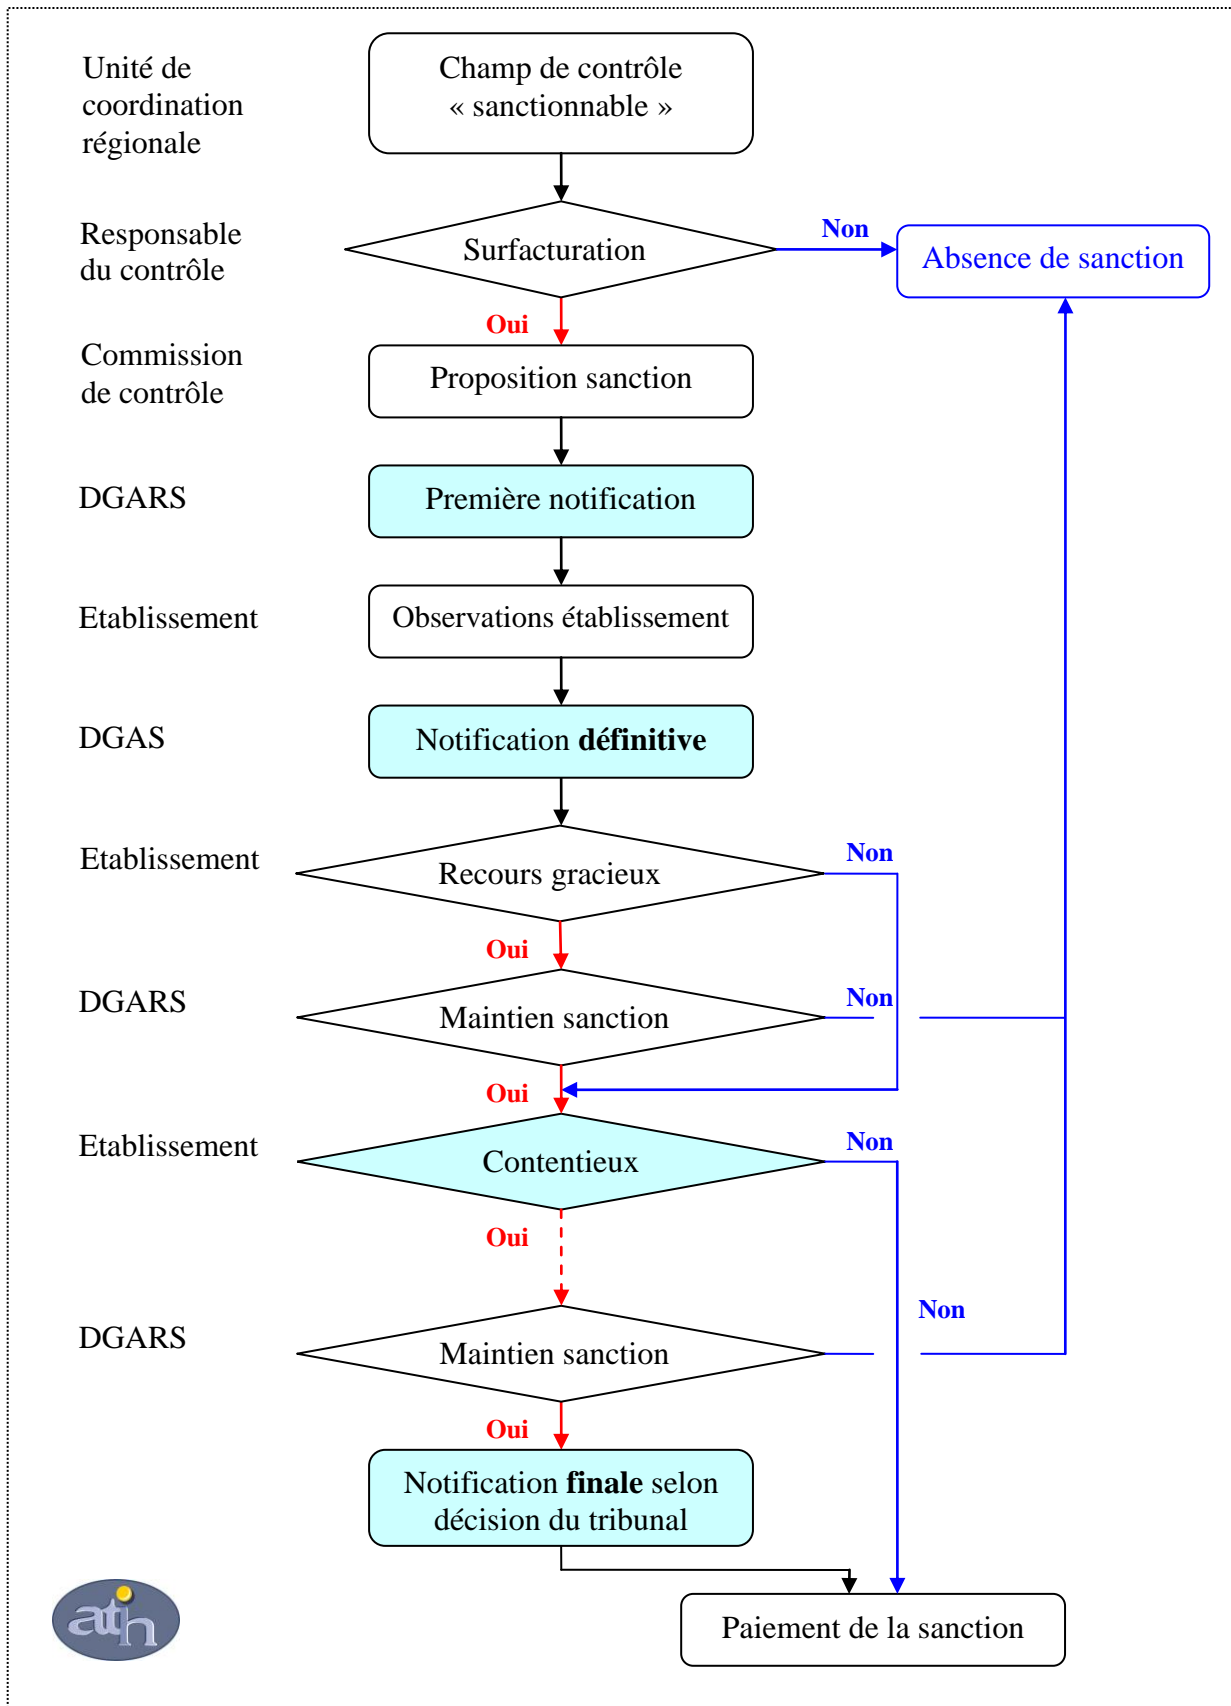 Unité de
coordination
régionale
Champ de contrôle
« sanctionnable »
Responsable
du contrôle
Surfacturation
Non
Absence de sanction
Oui
Commission
de contrôle
Proposition sanction
DGARS
Première notification
Etablissement
Observations établissement
DGAS
Notification définitive
Etablissement
Recours gracieux
Non
Oui
DGARS
Maintien sanction
Non
Oui
Etablissement
Contentieux
Non
Oui
DGARS
Maintien sanction
Non
Oui
Notification finale selon
décision du tribunal
Paiement de la sanction
atih